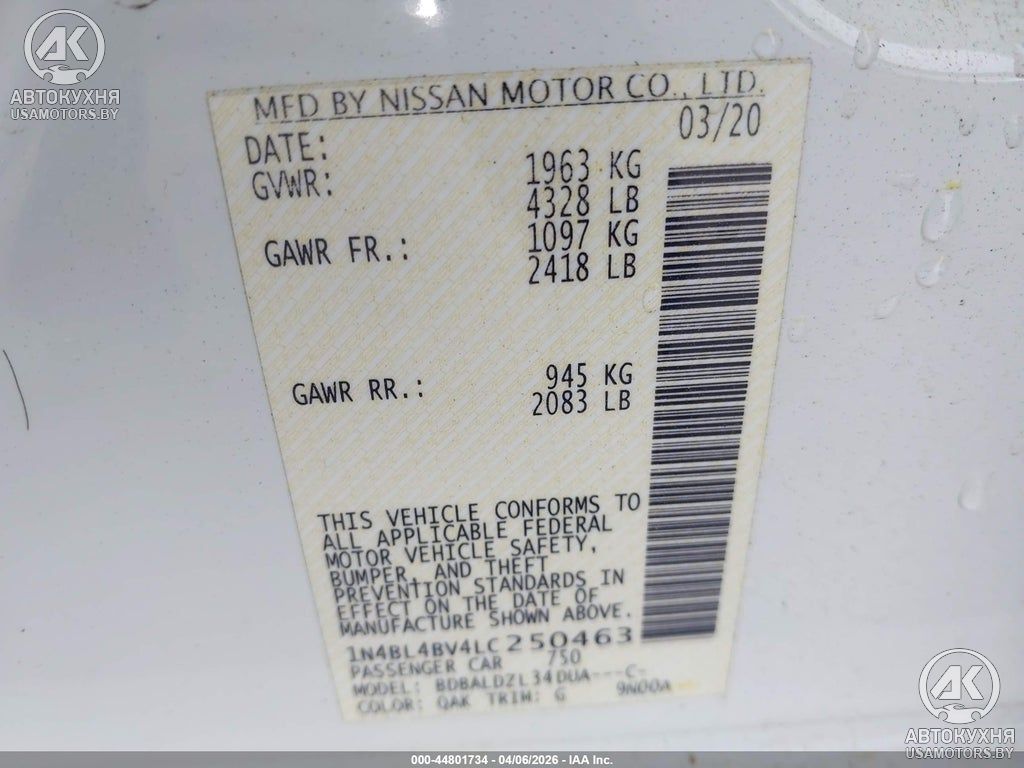 AK
АВТОКУХНЯ
USAMOTORS.BY
MFD BY NISSAN MOTOR CO., LTD.
DATE: 03/20
GVWR: 1963 KG
4328 LB
GAWR FR.: 1097 KG
2418 LB
GAWR RR.: 945 KG
2083 LB
THIS VEHICLE CONFORMS TO
ALL APPLICABLE FEDERAL
MOTOR VEHICLE SAFETY,
BUMPER, AND THEFT
PREVENTION STANDARDS IN
EFFECT ON THE DATE OF
MANUFACTURE SHOWN ABOVE.
1N4BL4BV4LC250463
PASSENGER CAR 750
MODEL: BDBALDZL34DUA---C-
COLOR: QAK TRIM: G 9N00A
AK
АВТОКУХНЯ
USAMOTORS.BY
000-44801734 - 04/06/2026 - IAA Inc.